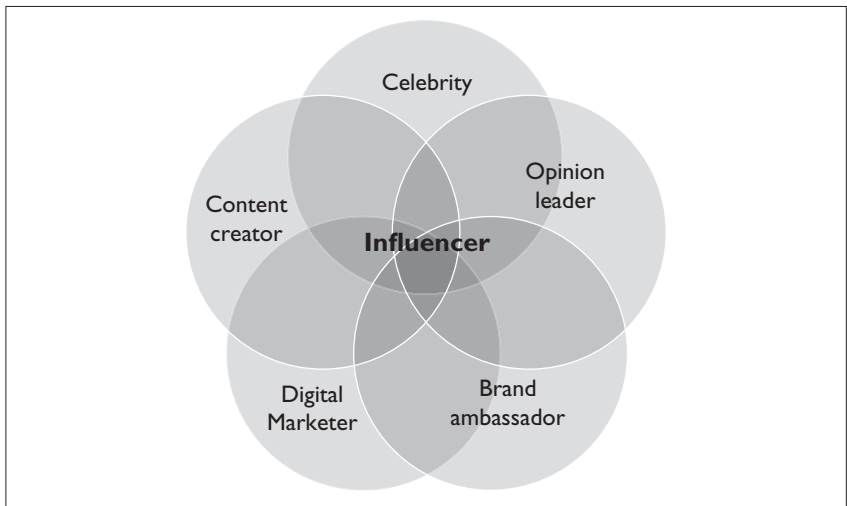 Celebrity
Opinion
leader
Content
creator
Influencer
Digital
Marketer
Brand
ambassador